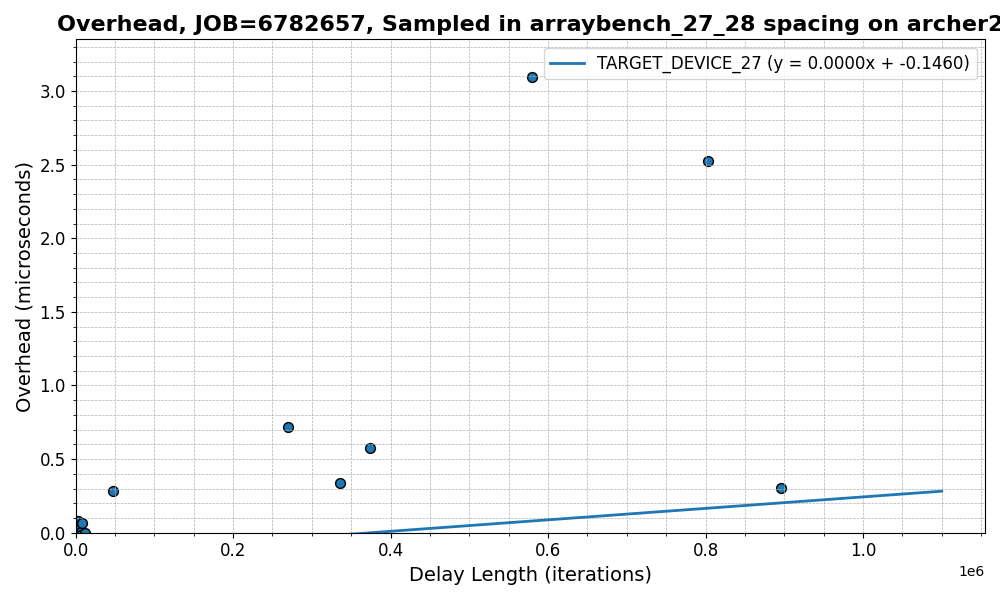 Overhead, JOB=6782657, Sampled in arraybench_27_28 spacing on archer2
TARGET_DEVICE_27 (y = 0.0000x + -0.1460)
Overhead (microseconds)
3.0
2.5
2.0
1.5
1.0
0.5
0.0
0.0 0.2 0.4 0.6 0.8 1.0
1e6
Delay Length (iterations)